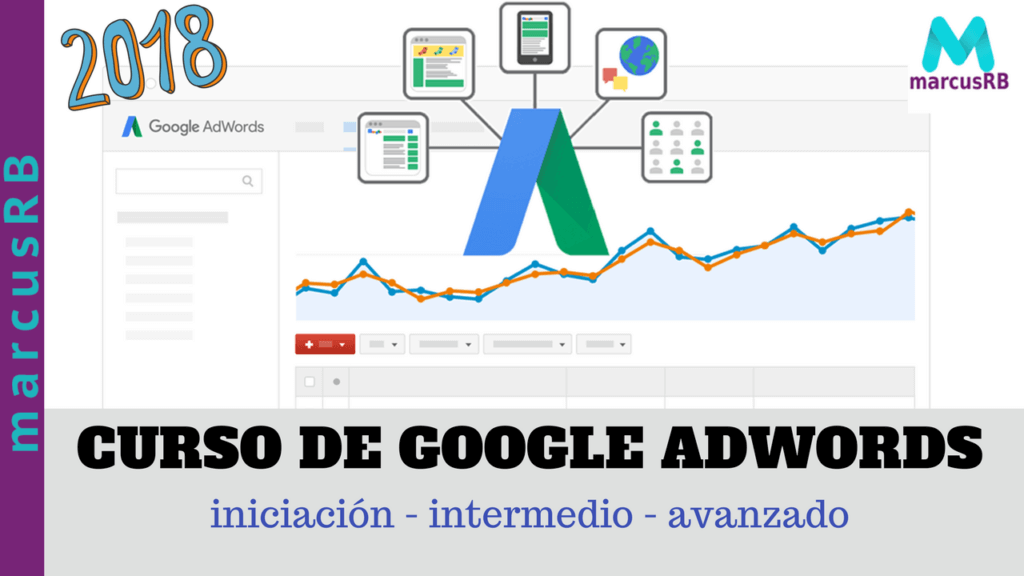 2018
marcusRB
Google AdWords
marcusRB
CURSO DE GOOGLE ADWORDS
iniciación - intermedio - avanzado